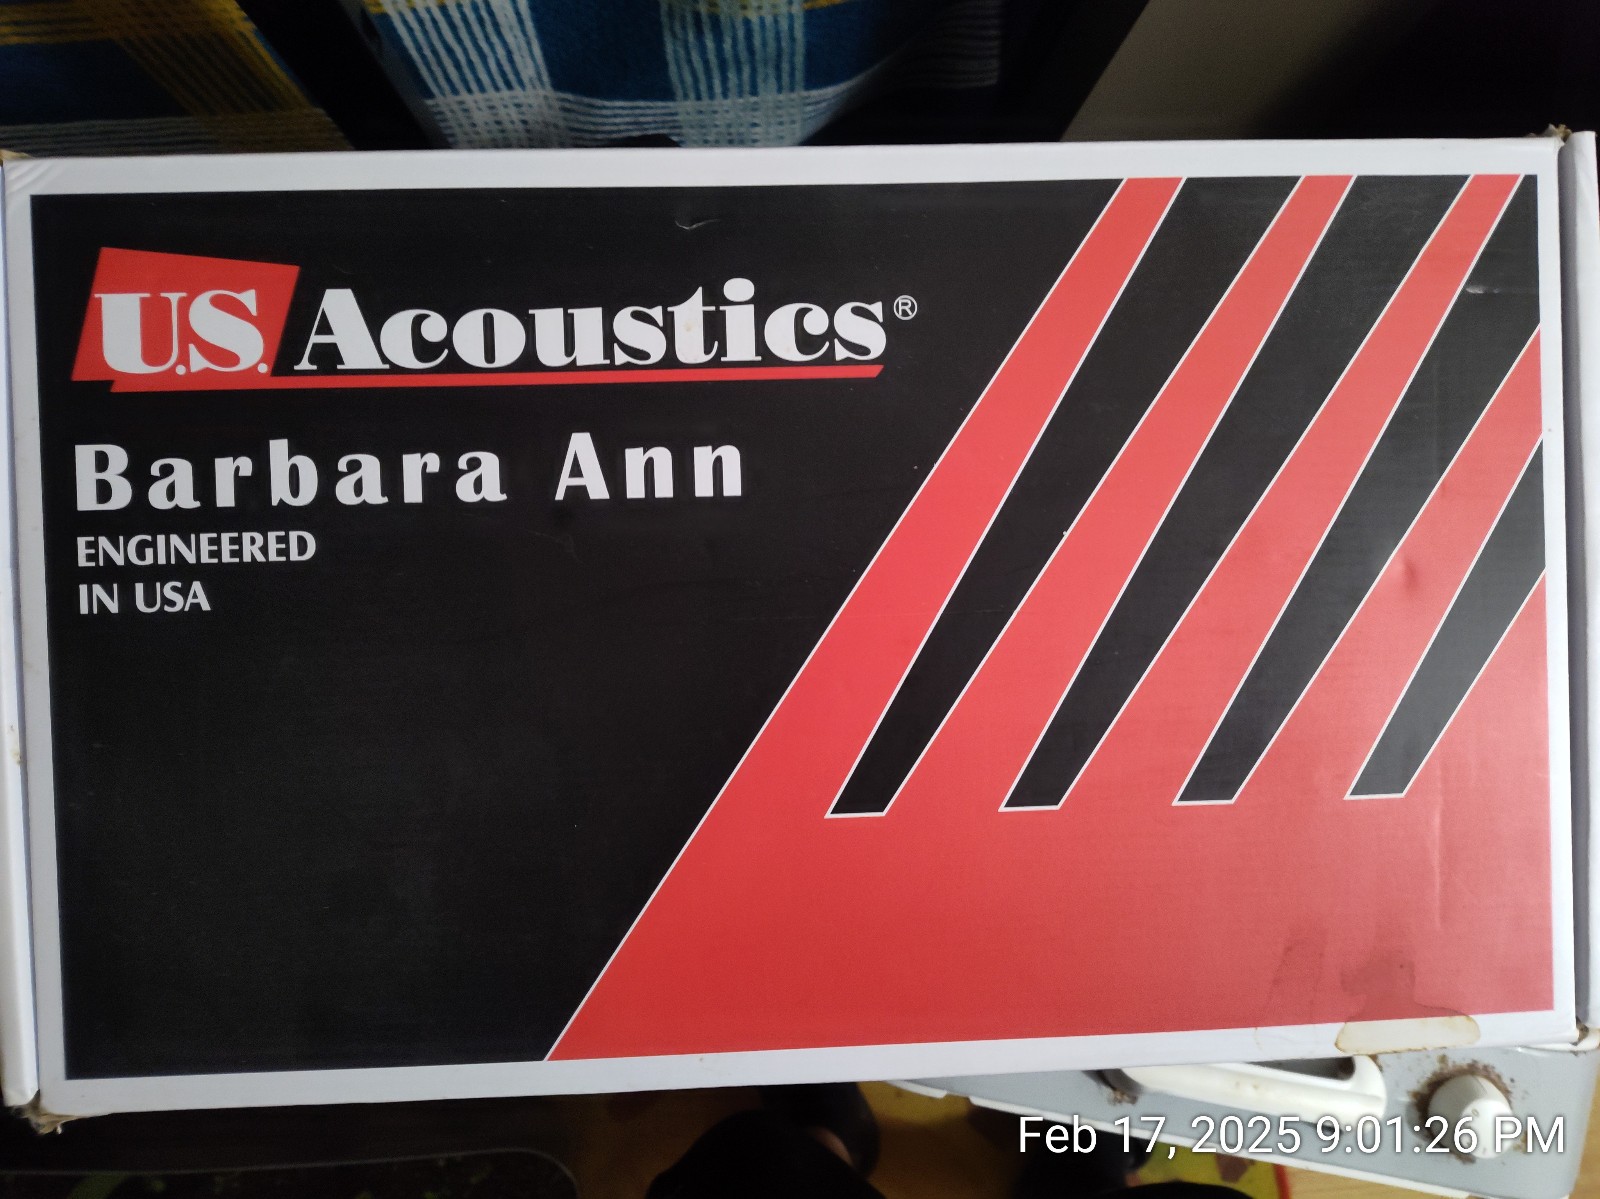 U.S. Acoustics®
Barbara Ann
ENGINEERED
IN USA
Feb 17, 2025 9:01:26 PM